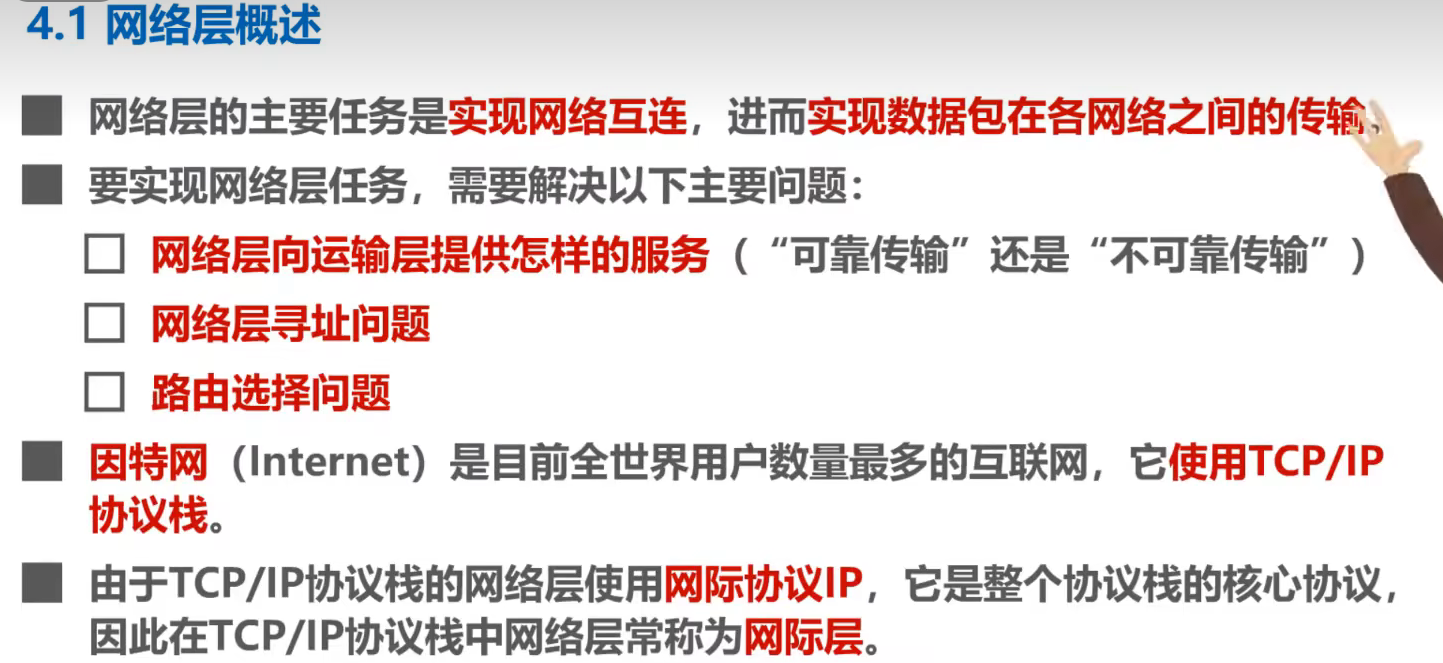 4.1 网络层概述
网络层的主要任务是实现网络互连，进而实现数据包在各网络之间的传输。
要实现网络层任务，需要解决以下主要问题：
网络层向运输层提供怎样的服务（“可靠传输”还是“不可靠传输”）
网络层寻址问题
路由选择问题
因特网（Internet）是目前全世界用户数量最多的互联网，它使用TCP/IP
协议栈。
由于TCP/IP协议栈的网络层使用网际协议IP，它是整个协议栈的核心协议，
因此在TCP/IP协议栈中网络层常称为网际层。